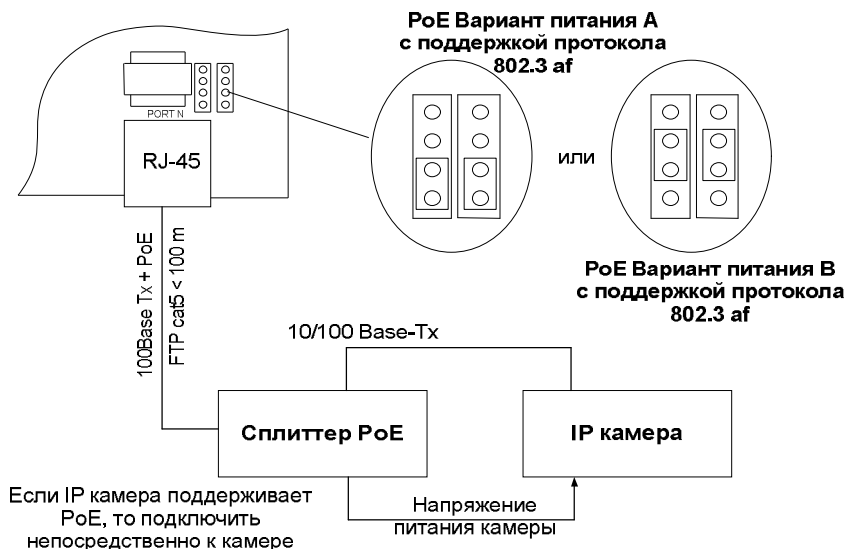 PoE Вариант питания А
с поддержкой протокола
802.3 af
PORT N
RJ-45
или
100Base Tx + PoE
FTP cat5 < 100 m
PoE Вариант питания В
с поддержкой протокола
802.3 af
10/100 Base-Tx
Сплиттер PoE
IP камера
Если IP камера поддерживает
PoE, то подключить
непосредственно к камере
Напряжение
питания камеры